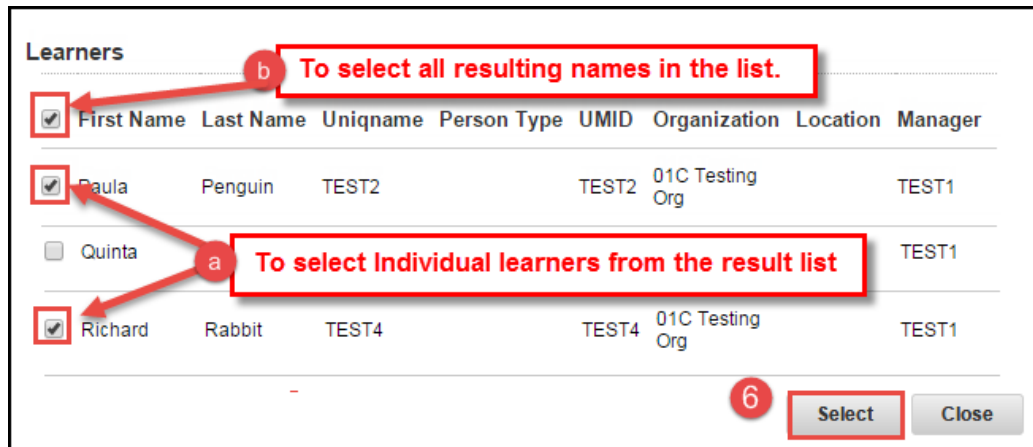 Learners
b To select all resulting names in the list.
First Name Last Name Uniqname Person Type UMID Organization Location Manager
Paula Penguin TEST2 TEST2 01C Testing Org TEST1
Quinta TEST1
a To select Individual learners from the result list
Richard Rabbit TEST4 TEST4 01C Testing Org TEST1
6 Select Close